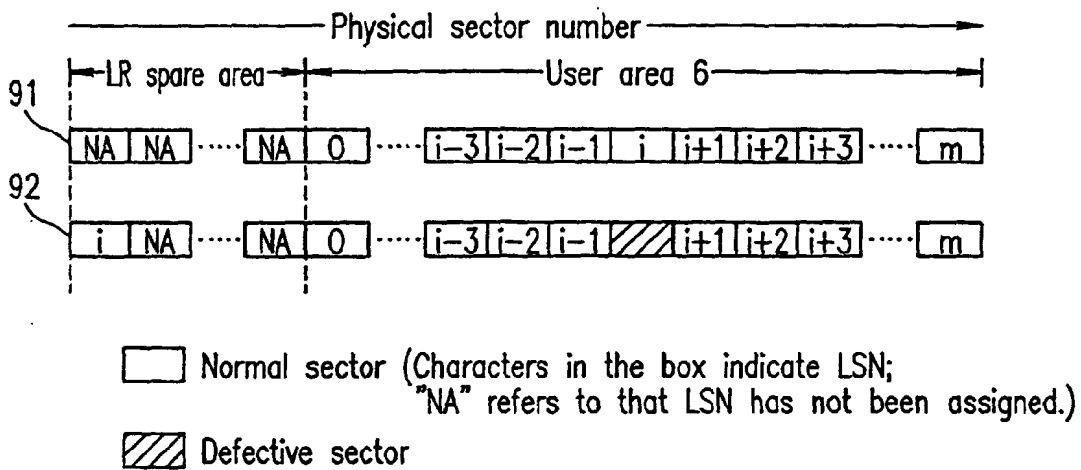 Physical sector number
LR spare area User area 6
91
NA NA ..... NA 0 ..... i-3 i-2 i-1 i i+1 i+2 i+3 ..... m
92
i NA ..... NA 0 ..... i-3 i-2 i-1 i+1 i+2 i+3 ..... m
Normal sector (Characters in the box indicate LSN;
"NA" refers to that LSN has not been assigned.)
Defective sector